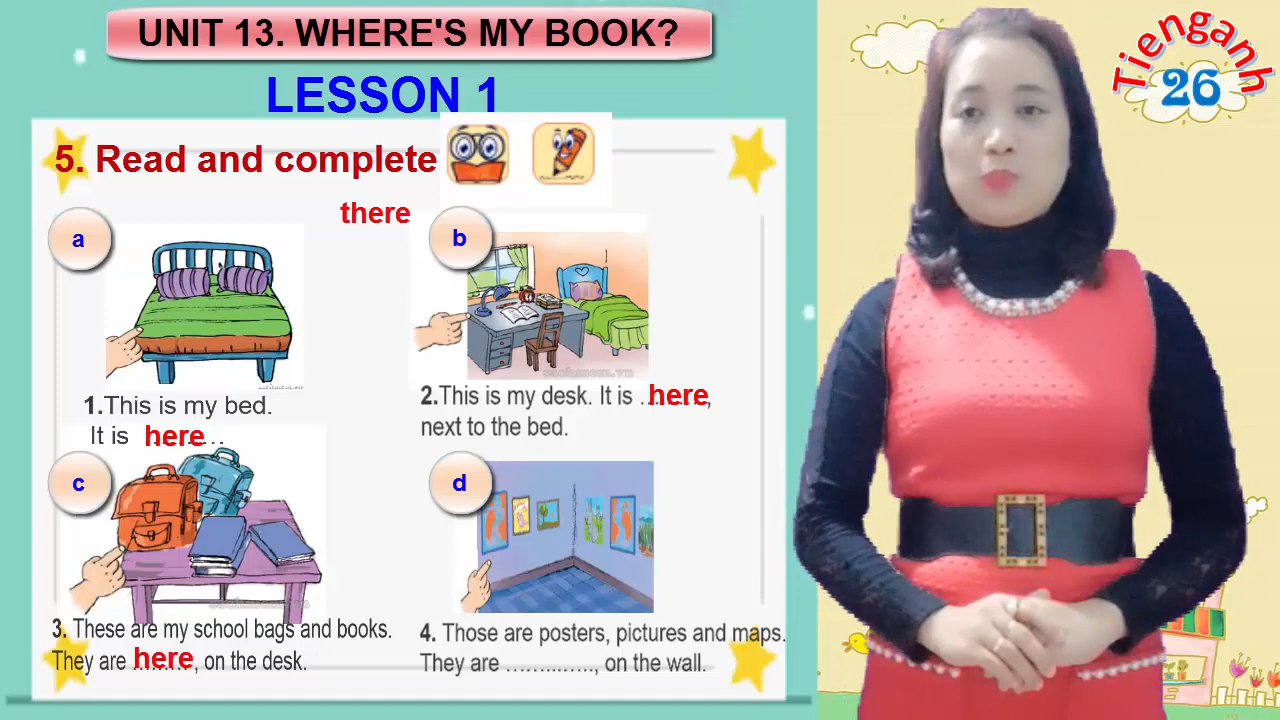 UNIT 13. WHERE'S MY BOOK?
Tienganh
26
LESSON 1
5. Read and complete
there
a
b
1.This is my bed.
It is here ...
2.This is my desk. It is . here,
next to the bed.
c
d
3. These are my school bags and books.
They are here, on the desk.
4. Those are posters, pictures and maps.
They are ……..….., on the wall.